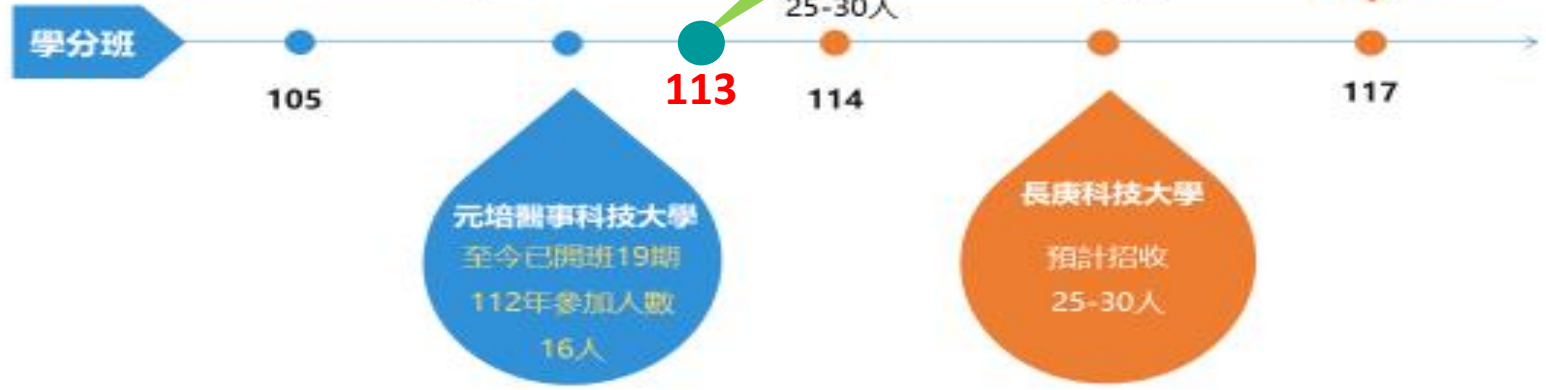 25-30人
學分班
105
113
114
117
元培醫事科技大學
至今已開班19期
112年參加人數
16人
長庚科技大學
預計招收
25-30人